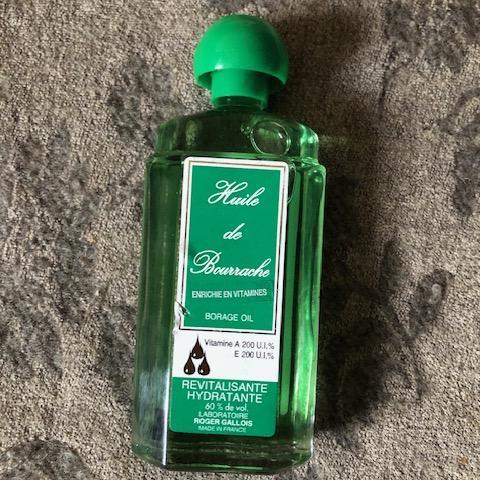 Huile
de
Bourrache
ENRICHIE EN VITAMINES
BORAGE OIL
Vitamine A 200 U.I.%
E 200 U.I.%
REVITALISANTE
HYDRATANTE
60 % de vol.
LABORATOIRE
ROGER GALLOIS
MADE IN FRANCE